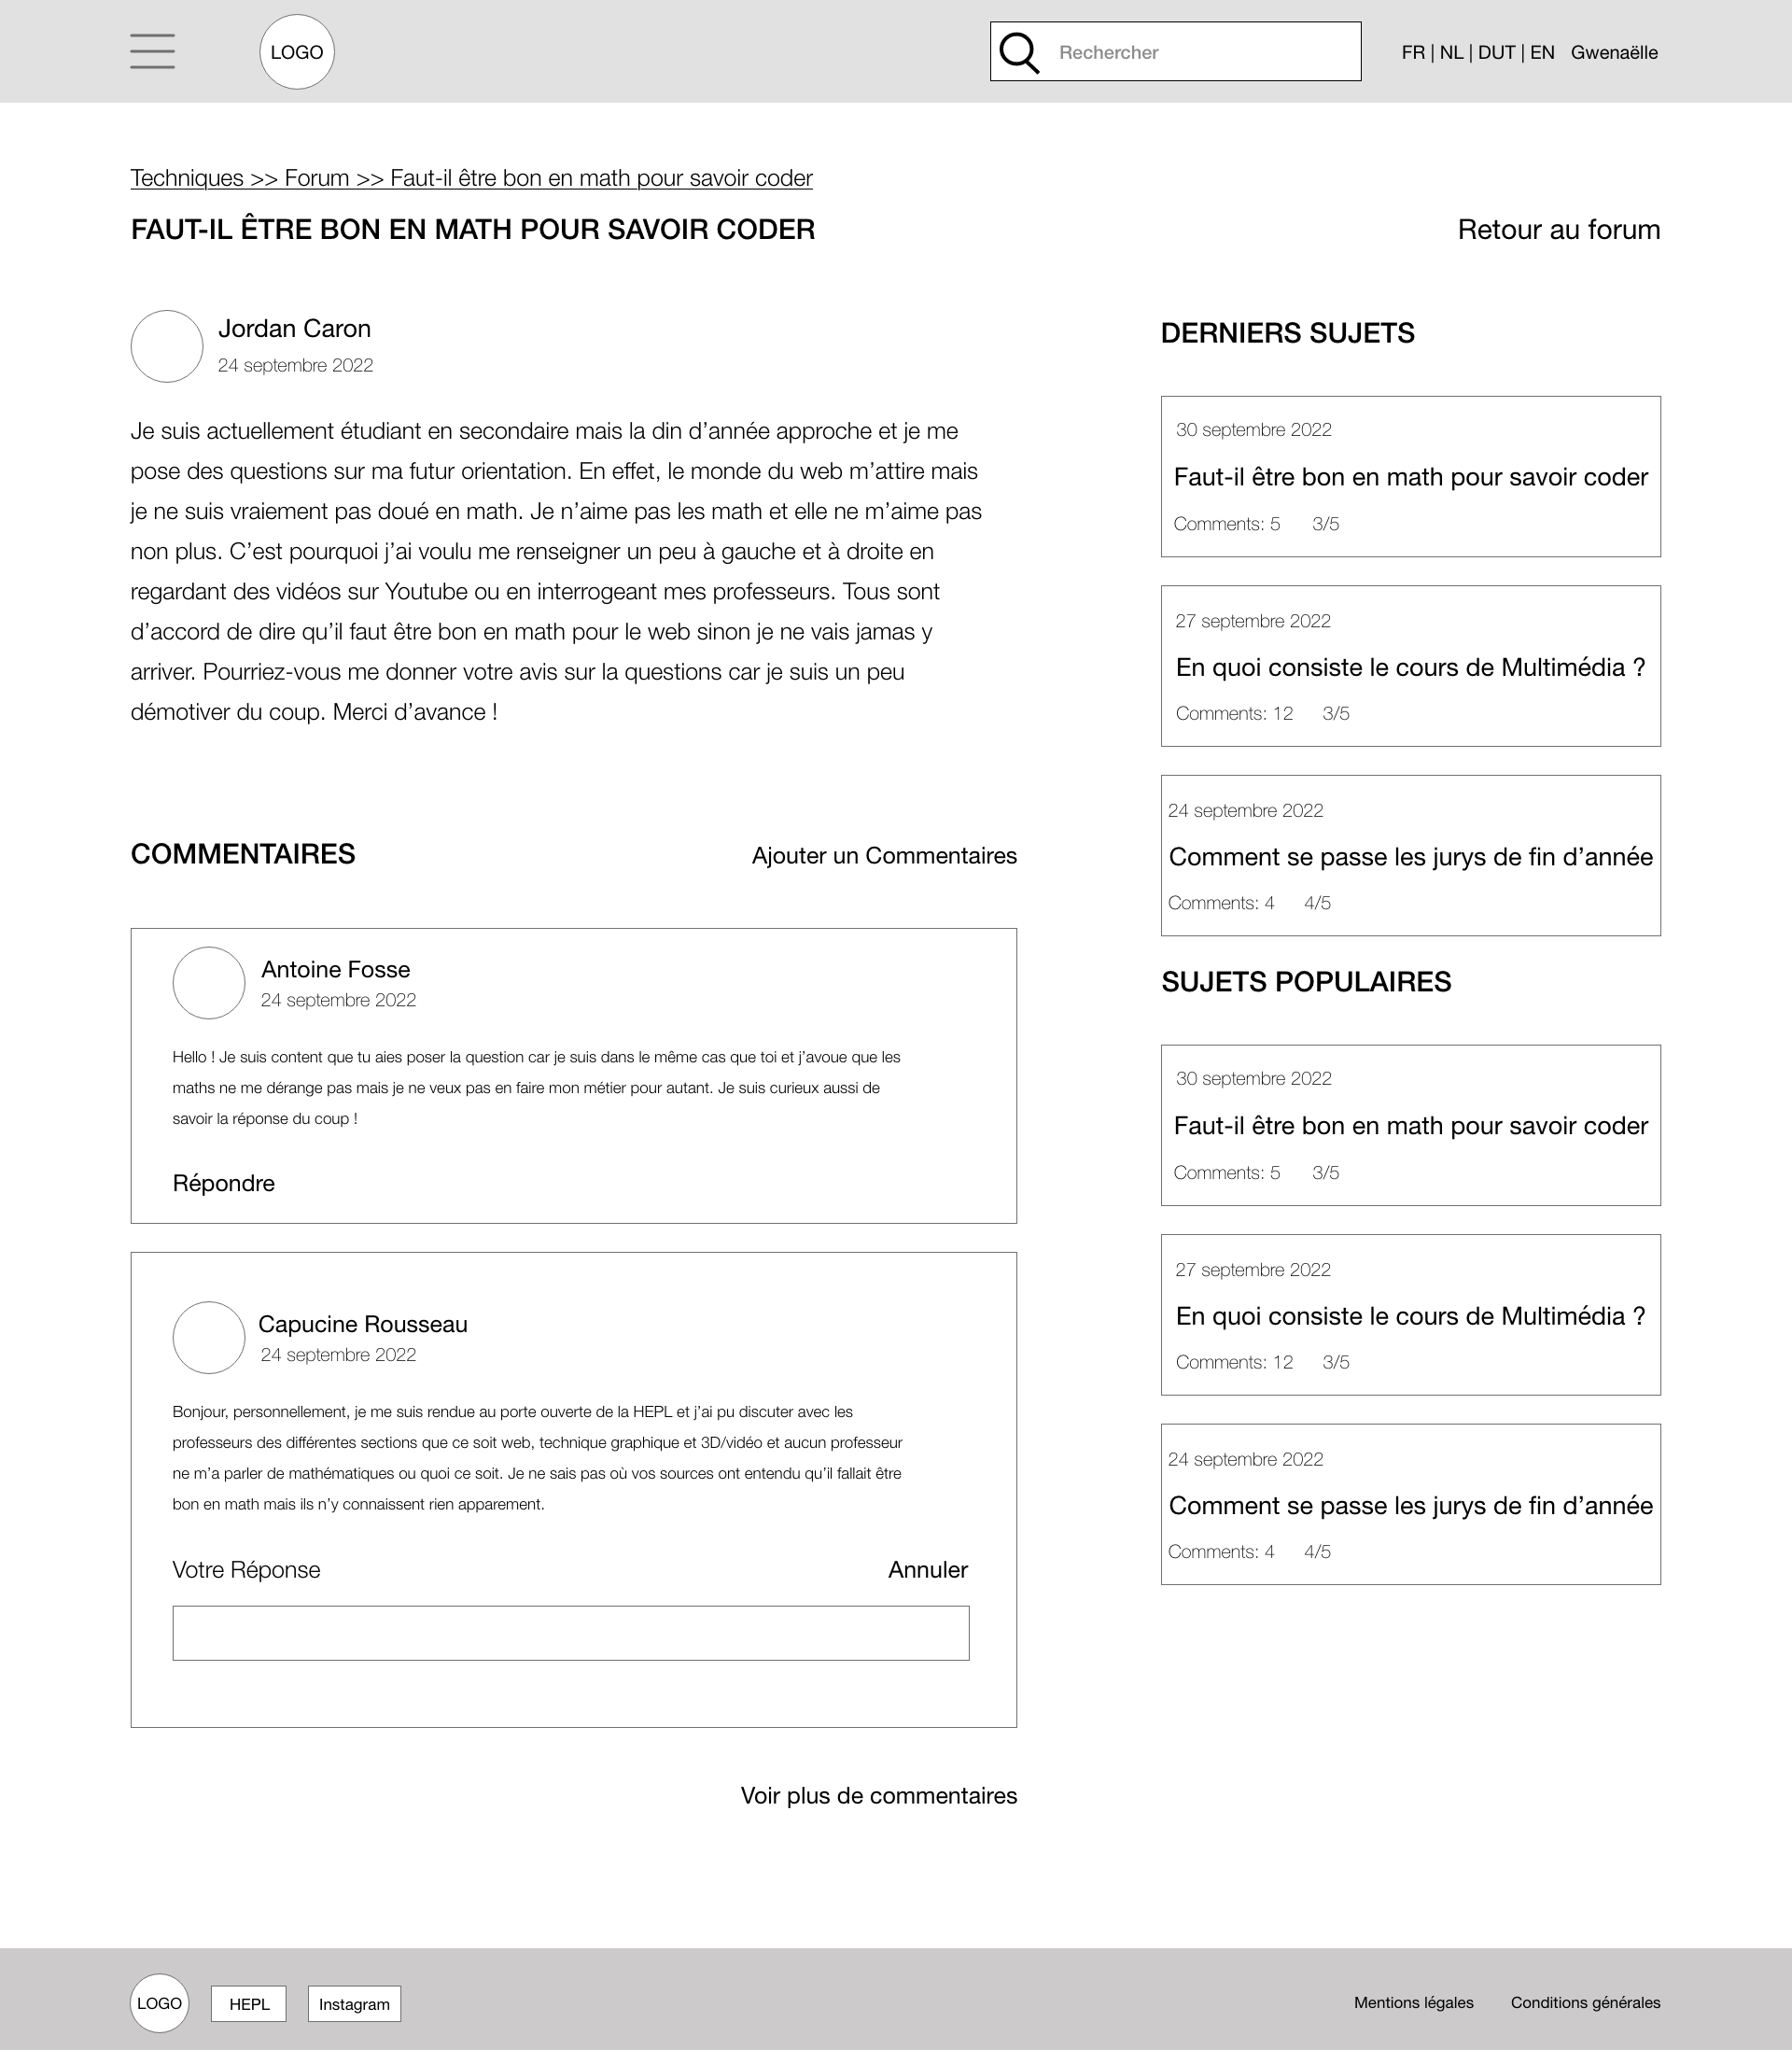 LOGO
Rechercher
FR | NL | DUT | EN Gwenaëlle
Techniques >> Forum >> Faut-il être bon en math pour savoir coder
FAUT-IL ÊTRE BON EN MATH POUR SAVOIR CODER
Retour au forum
Jordan Caron
24 septembre 2022
Je suis actuellement étudiant en secondaire mais la din d’année approche et je me
pose des questions sur ma futur orientation. En effet, le monde du web m’attire mais
je ne suis vraiement pas doué en math. Je n’aime pas les math et elle ne m’aime pas
non plus. C’est pourquoi j’ai voulu me renseigner un peu à gauche et à droite en
regardant des vidéos sur Youtube ou en interrogeant mes professeurs. Tous sont
d’accord de dire qu’il faut être bon en math pour le web sinon je ne vais jamas y
arriver. Pourriez-vous me donner votre avis sur la questions car je suis un peu
démotiver du coup. Merci d’avance !
COMMENTAIRES
Ajouter un Commentaires
Antoine Fosse
24 septembre 2022
Hello ! Je suis content que tu aies poser la question car je suis dans le même cas que toi et j’avoue que les
maths ne me dérange pas mais je ne veux pas en faire mon métier pour autant. Je suis curieux aussi de
savoir la réponse du coup !
Répondre
Capucine Rousseau
24 septembre 2022
Bonjour, personnellement, je me suis rendue au porte ouverte de la HEPL et j’ai pu discuter avec les
professeurs des différentes sections que ce soit web, technique graphique et 3D/vidéo et aucun professeur
ne m’a parler de mathématiques ou quoi ce soit. Je ne sais pas où vos sources ont entendu qu’il fallait être
bon en math mais ils n’y connaissent rien apparement.
Votre Réponse
Annuler
Voir plus de commentaires
DERNIERS SUJETS
30 septembre 2022
Faut-il être bon en math pour savoir coder
Comments: 5 3/5
27 septembre 2022
En quoi consiste le cours de Multimédia ?
Comments: 12 3/5
24 septembre 2022
Comment se passe les jurys de fin d’année
Comments: 4 4/5
SUJETS POPULAIRES
30 septembre 2022
Faut-il être bon en math pour savoir coder
Comments: 5 3/5
27 septembre 2022
En quoi consiste le cours de Multimédia ?
Comments: 12 3/5
24 septembre 2022
Comment se passe les jurys de fin d’année
Comments: 4 4/5
LOGO
HEPL
Instagram
Mentions légales
Conditions générales